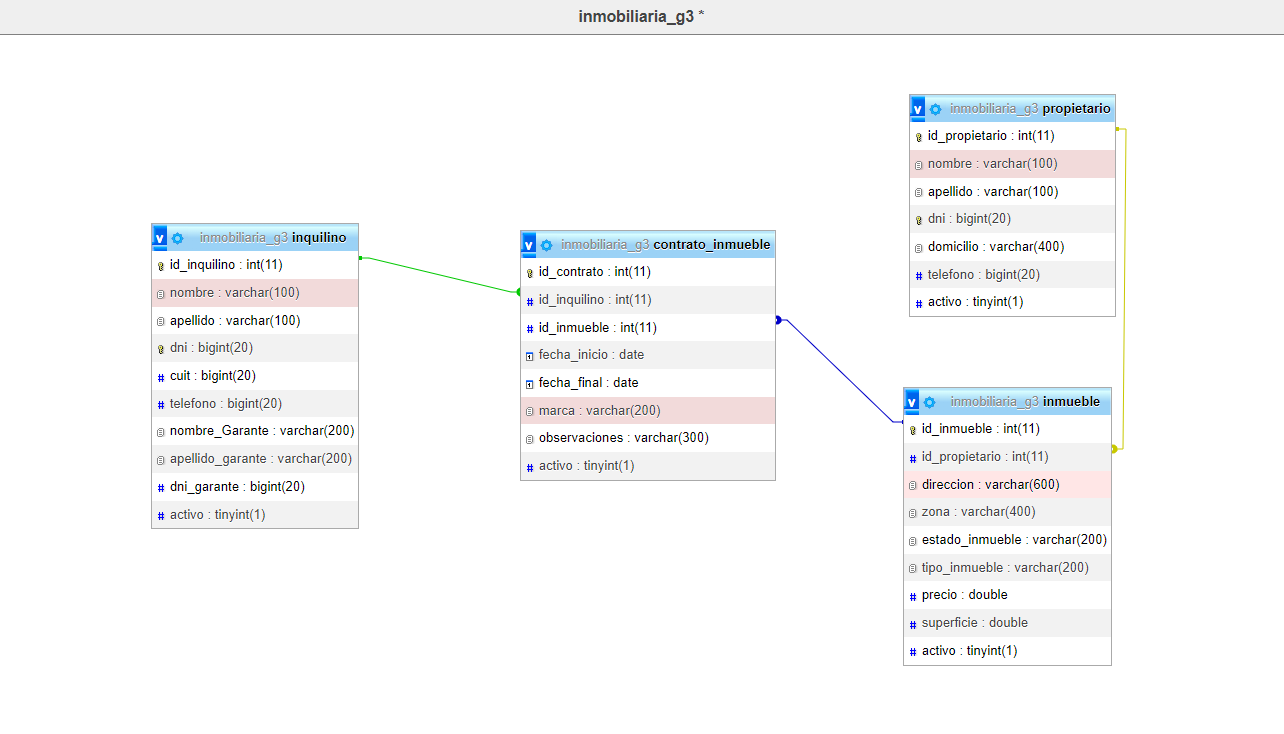 inmobiliaria_g3 *
v inmobiliaria_g3 inquilino
id_inquilino : int(11)
nombre : varchar(100)
apellido : varchar(100)
dni : bigint(20)
# cuit : bigint(20)
# telefono : bigint(20)
nombre_Garante : varchar(200)
apellido_garante : varchar(200)
# dni_garante : bigint(20)
# activo : tinyint(1)
v inmobiliaria_g3 contrato_inmueble
id_contrato : int(11)
# id_inquilino : int(11)
# id_inmueble : int(11)
fecha_inicio : date
fecha_final : date
marca : varchar(200)
observaciones : varchar(300)
# activo : tinyint(1)
v inmobiliaria_g3 propietario
id_propietario : int(11)
nombre : varchar(100)
apellido : varchar(100)
dni : bigint(20)
domicilio : varchar(400)
# telefono : bigint(20)
# activo : tinyint(1)
v inmobiliaria_g3 inmueble
id_inmueble : int(11)
# id_propietario : int(11)
direccion : varchar(600)
zona : varchar(400)
estado_inmueble : varchar(200)
tipo_inmueble : varchar(200)
# precio : double
# superficie : double
# activo : tinyint(1)